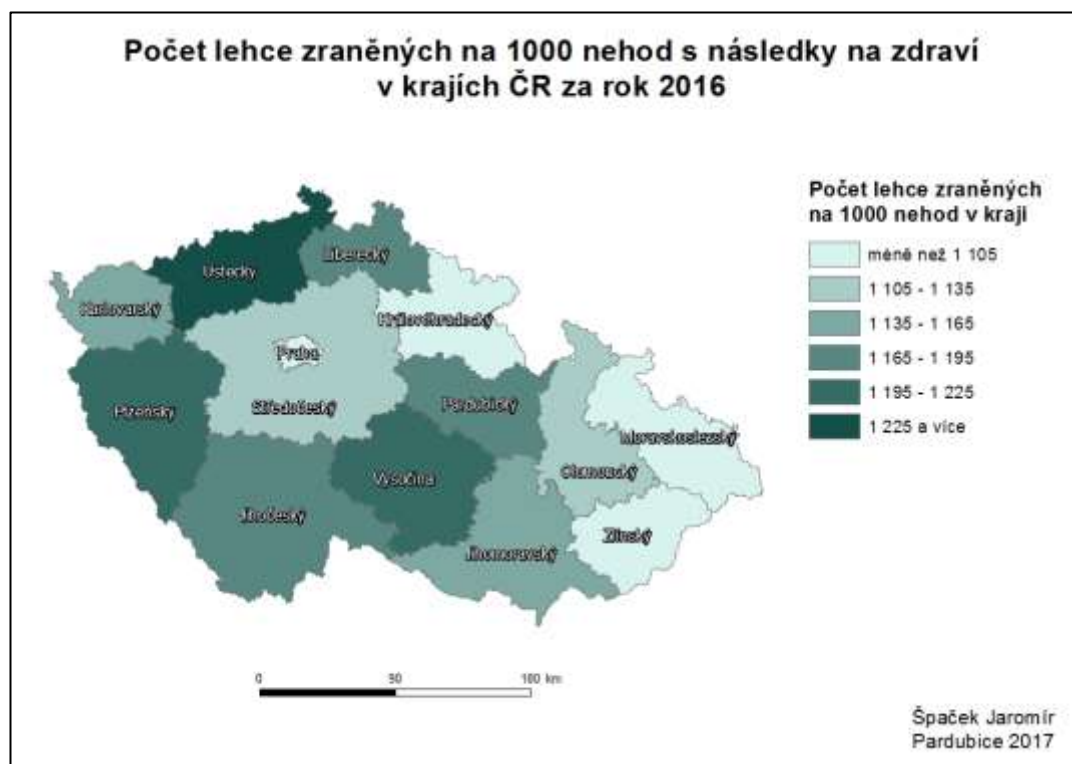 Počet lehce zraněných na 1000 nehod s následky na zdraví
v krajích ČR za rok 2016
Počet lehce zraněných
na 1000 nehod v kraji
méně než 1 105
1 105 - 1 135
1 135 - 1 165
1 165 - 1 195
1 195 - 1 225
1 225 a více
Liberecký
Ústecký
Karlovarský
Královéhradecký
Praha
Středočeský
Pardubický
Plzeňský
Moravskoslezský
Olomoucký
Vysočina
Jihočeský
Zlínský
Jihomoravský
0 90 180 km
Špaček Jaromír
Pardubice 2017